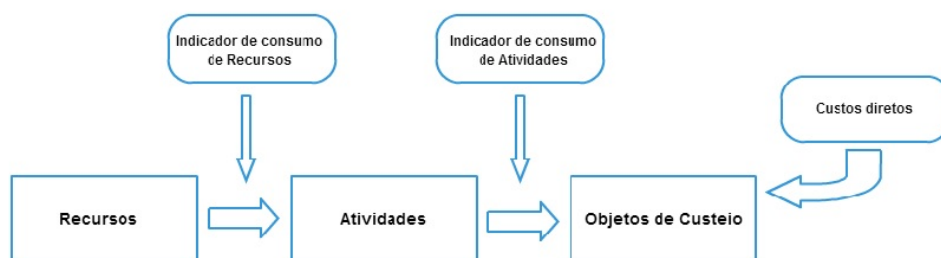 Indicador de consumo
de Recursos
Indicador de consumo
de Atividades
Custos diretos
Recursos
Atividades
Objetos de Custeio